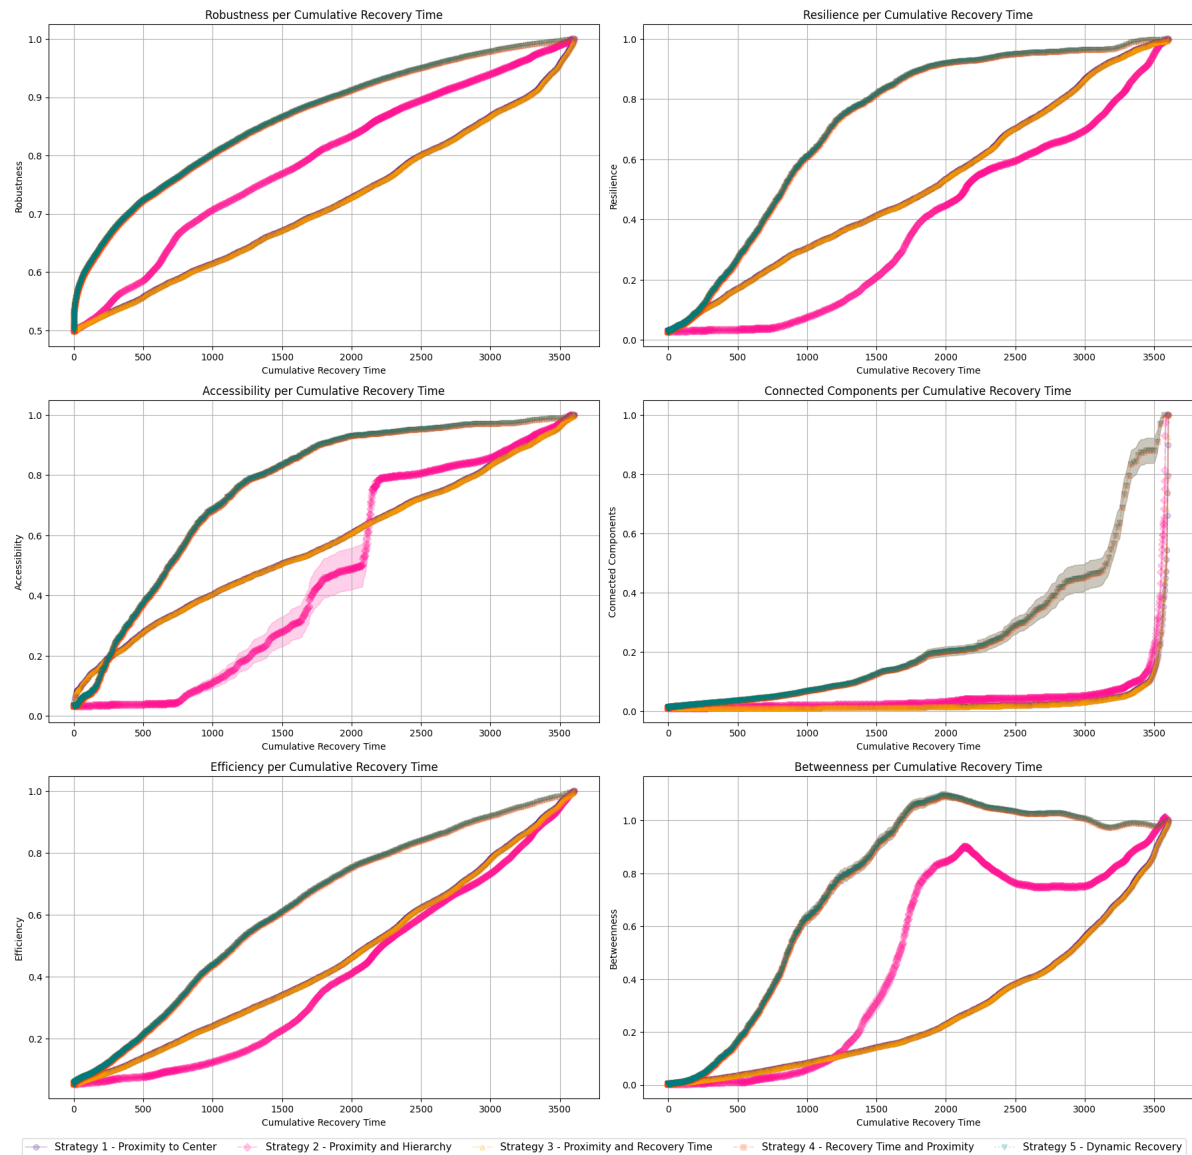 Robustness per Cumulative Recovery Time
1.0
0.9
0.8
0.7
0.6
0.5
Robustness
0 500 1000 1500 2000 2500 3000 3500
Cumulative Recovery Time
Resilience per Cumulative Recovery Time
1.0
0.8
0.6
0.4
0.2
0.0
Resilience
0 500 1000 1500 2000 2500 3000 3500
Cumulative Recovery Time
Accessibility per Cumulative Recovery Time
1.0
0.8
0.6
0.4
0.2
0.0
Accessibility
0 500 1000 1500 2000 2500 3000 3500
Cumulative Recovery Time
Connected Components per Cumulative Recovery Time
1.0
0.8
0.6
0.4
0.2
0.0
Connected Components
0 500 1000 1500 2000 2500 3000 3500
Cumulative Recovery Time
Efficiency per Cumulative Recovery Time
1.0
0.8
0.6
0.4
0.2
Efficiency
0 500 1000 1500 2000 2500 3000 3500
Cumulative Recovery Time
Betweenness per Cumulative Recovery Time
1.0
0.8
0.6
0.4
0.2
0.0
Betweenness
0 500 1000 1500 2000 2500 3000 3500
Cumulative Recovery Time
Strategy 1 - Proximity to Center Strategy 2 - Proximity and Hierarchy Strategy 3 - Proximity and Recovery Time Strategy 4 - Recovery Time and Proximity Strategy 5 - Dynamic Recovery